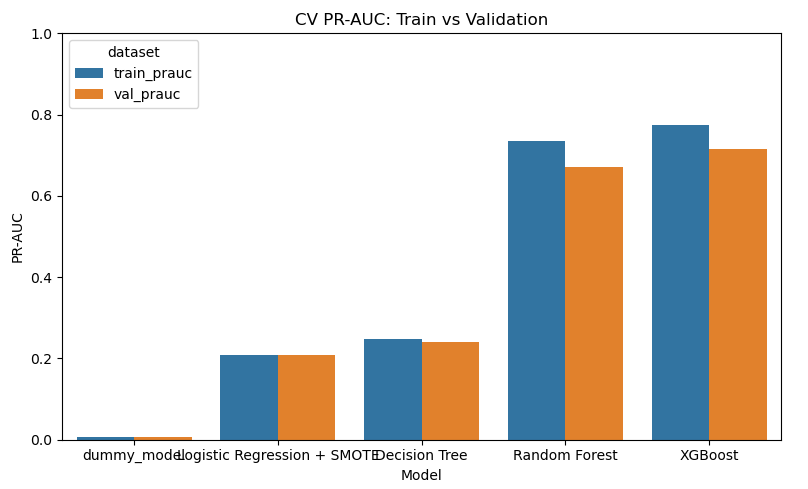 CV PR-AUC: Train vs Validation
dataset
train_prauc
val_prauc
1.0
0.8
0.6
0.4
0.2
0.0
PR-AUC
dummy_model
Logistic Regression + SMOTE
Decision Tree
Random Forest
XGBoost
Model